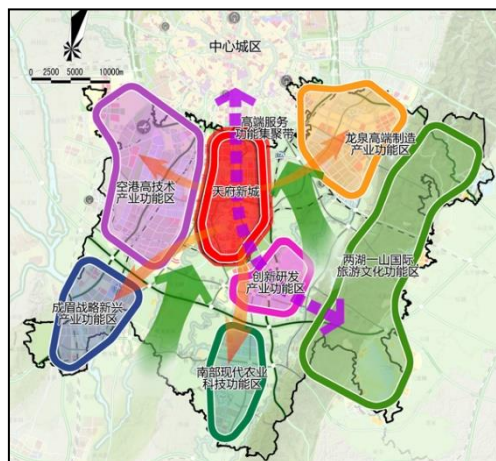 中心城区
0 2500 5000 10000m
高端服务
功能集聚带
龙泉高端制造
产业功能区
空港高技术
产业功能区
天府新城
两湖一山国际
旅游文化功能区
创新研发
产业功能区
成眉战略新兴
产业功能区
南部现代农业
科技功能区